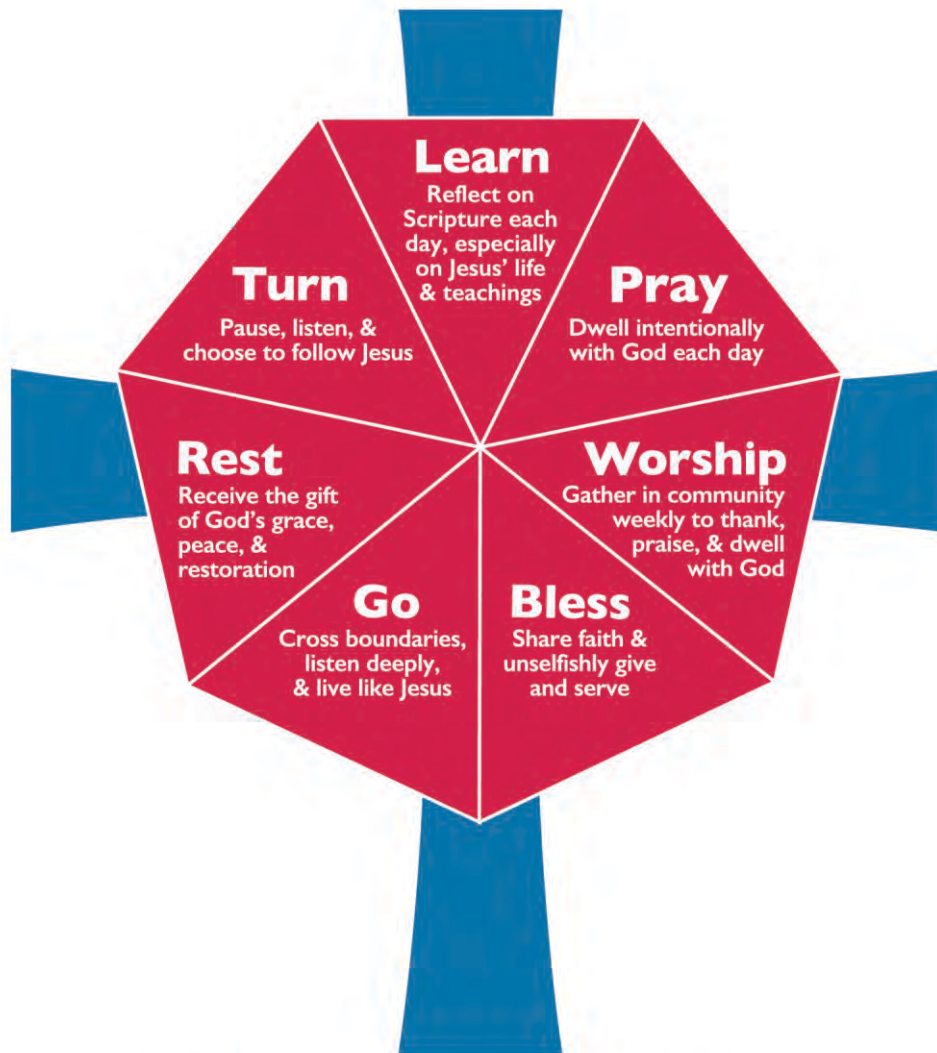 Learn
Reflect on
Scripture each
day, especially
on Jesus' life
& teachings
Turn
Pause, listen, &
choose to follow Jesus
Pray
Dwell intentionally
with God each day
Rest
Receive the gift
of God's grace,
peace, &
restoration
Worship
Gather in community
weekly to thank,
praise, & dwell
with God
Go
Cross boundaries,
listen deeply,
& live like Jesus
Bless
Share faith &
unselfishly give
and serve